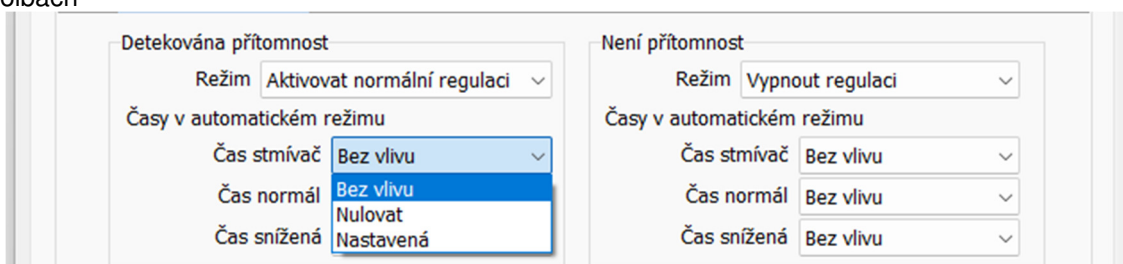 Detekována přítomnost
Režim Aktivovat normální regulaci
Časy v automatickém režimu
Čas stmívač Bez vlivu
Bez vlivu
Čas normál
Nulovat
Čas snížená
Nastavená
Není přítomnost
Režim Vypnout regulaci
Časy v automatickém režimu
Čas stmívač Bez vlivu
Čas normál Bez vlivu
Čas snížená Bez vlivu